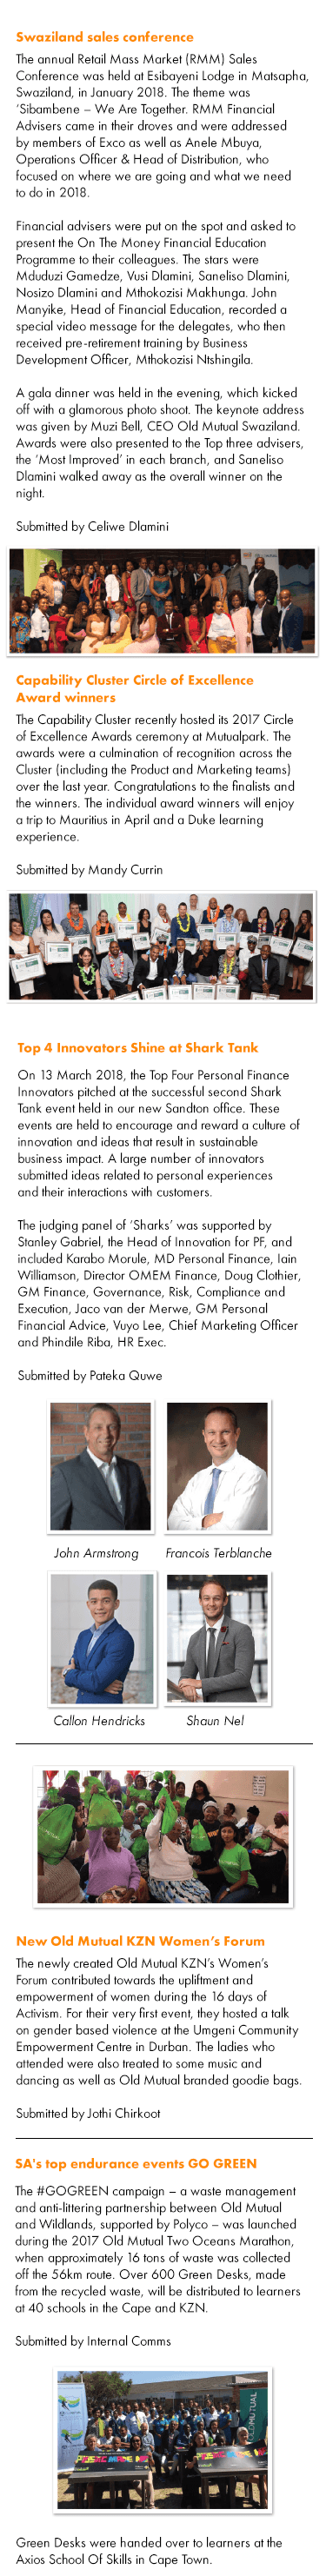 Swaziland sales conference
The annual Retail Mass Market (RMM) Sales
Conference was held at Esibayeni Lodge in Matsapha,
Swaziland, in January 2018. The theme was
‘Sibambene – We Are Together. RMM Financial
Advisers came in their droves and were addressed
by members of Exco as well as Anele Mbuya,
Operations Officer & Head of Distribution, who
focused on where we are going and what we need
to do in 2018.
Financial advisers were put on the spot and asked to
present the On The Money Financial Education
Programme to their colleagues. The stars were
Mduduzi Gamedze, Vusi Dlamini, Saneliso Dlamini,
Nosizo Dlamini and Mthokozisi Makhunga. John
Manyike, Head of Financial Education, recorded a
special video message for the delegates, who then
received pre-retirement training by Business
Development Officer, Mthokozisi Ntshingila.
A gala dinner was held in the evening, which kicked
off with a glamorous photo shoot. The keynote address
was given by Muzi Bell, CEO Old Mutual Swaziland.
Awards were also presented to the Top three advisers,
the ‘Most Improved’ in each branch, and Saneliso
Dlamini walked away as the overall winner on the
night.
Submitted by Celiwe Dlamini
Capability Cluster Circle of Excellence
Award winners
The Capability Cluster recently hosted its 2017 Circle
of Excellence Awards ceremony at Mutualpark. The
awards were a culmination of recognition across the
Cluster (including the Product and Marketing teams)
over the last year. Congratulations to the finalists and
the winners. The individual award winners will enjoy
a trip to Mauritius in April and a Duke learning
experience.
Submitted by Mandy Currin
Top 4 Innovators Shine at Shark Tank
On 13 March 2018, the Top Four Personal Finance
Innovators pitched at the successful second Shark
Tank event held in our new Sandton office. These
events are held to encourage and reward a culture of
innovation and ideas that result in sustainable
business impact. A large number of innovators
submitted ideas related to personal experiences
and their interactions with customers.
The judging panel of ‘Sharks’ was supported by
Stanley Gabriel, the Head of Innovation for PF, and
included Karabo Morule, MD Personal Finance, Iain
Williamson, Director OMEM Finance, Doug Clothier,
GM Finance, Governance, Risk, Compliance and
Execution, Jaco van der Merwe, GM Personal
Financial Advice, Vuyo Lee, Chief Marketing Officer
and Phindile Riba, HR Exec.
Submitted by Pateka Quwe
John Armstrong
Francois Terblanche
Callon Hendricks
Shaun Nel
New Old Mutual KZN Women’s Forum
The newly created Old Mutual KZN’s Women’s
Forum contributed towards the upliftment and
empowerment of women during the 16 days of
Activism. For their very first event, they hosted a talk
on gender based violence at the Umgeni Community
Empowerment Centre in Durban. The ladies who
attended were also treated to some music and
dancing as well as Old Mutual branded goodie bags.
Submitted by Jothi Chirkoot
SA's top endurance events GO GREEN
The #GOGREEN campaign – a waste management
and anti-littering partnership between Old Mutual
and Wildlands, supported by Polyco – was launched
during the 2017 Old Mutual Two Oceans Marathon,
when approximately 16 tons of waste was collected
off the 56km route. Over 600 Green Desks, made
from the recycled waste, will be distributed to learners
at 40 schools in the Cape and KZN.
Submitted by Internal Comms
Green Desks were handed over to learners at the
Axios School Of Skills in Cape Town.